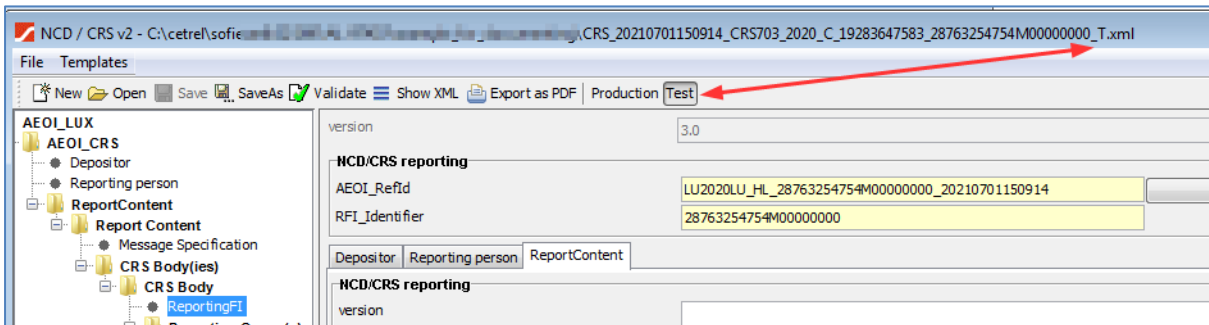 NCD / CRS v2 - C:\cetrel\sofie \CRS_20210701150914_CRS703_2020_C_19283647583_28763254754M00000000_T.xml
File Templates
New Open Save SaveAs Validate Show XML Export as PDF Production Test
AEOI_LUX
AEOI_CRS
Depositor
Reporting person
ReportContent
Report Content
Message Specification
CRS Body(ies)
CRS Body
ReportingFI
version 3.0
NCD/CRS reporting
AEOI_RefId LU2020LU_HL_28763254754M00000000_20210701150914
RFI_Identifier 28763254754M00000000
Depositor Reporting person ReportContent
NCD/CRS reporting
version